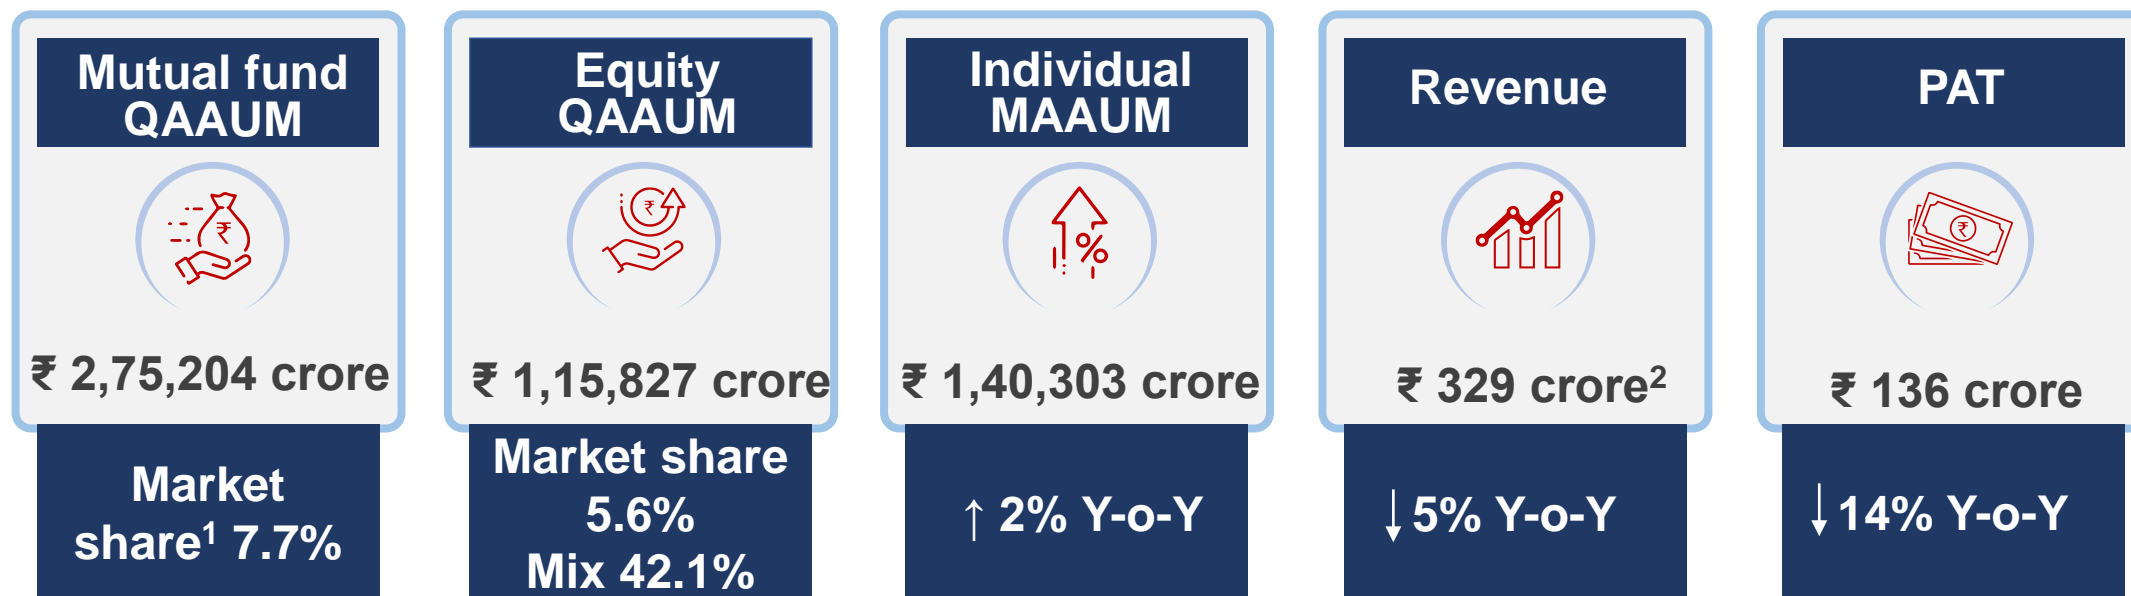 Mutual fund
QAAUM
₹ 2,75,204 crore
Market
share¹ 7.7%
Equity
QAAUM
₹ 1,15,827 crore
Market share
5.6%
Mix 42.1%
Individual
MAAUM
%
₹ 1,40,303 crore
↑ 2% Y-o-Y
Revenue
₹ 329 crore²
↓ 5% Y-o-Y
PAT
₹ 136 crore
↓ 14% Y-o-Y